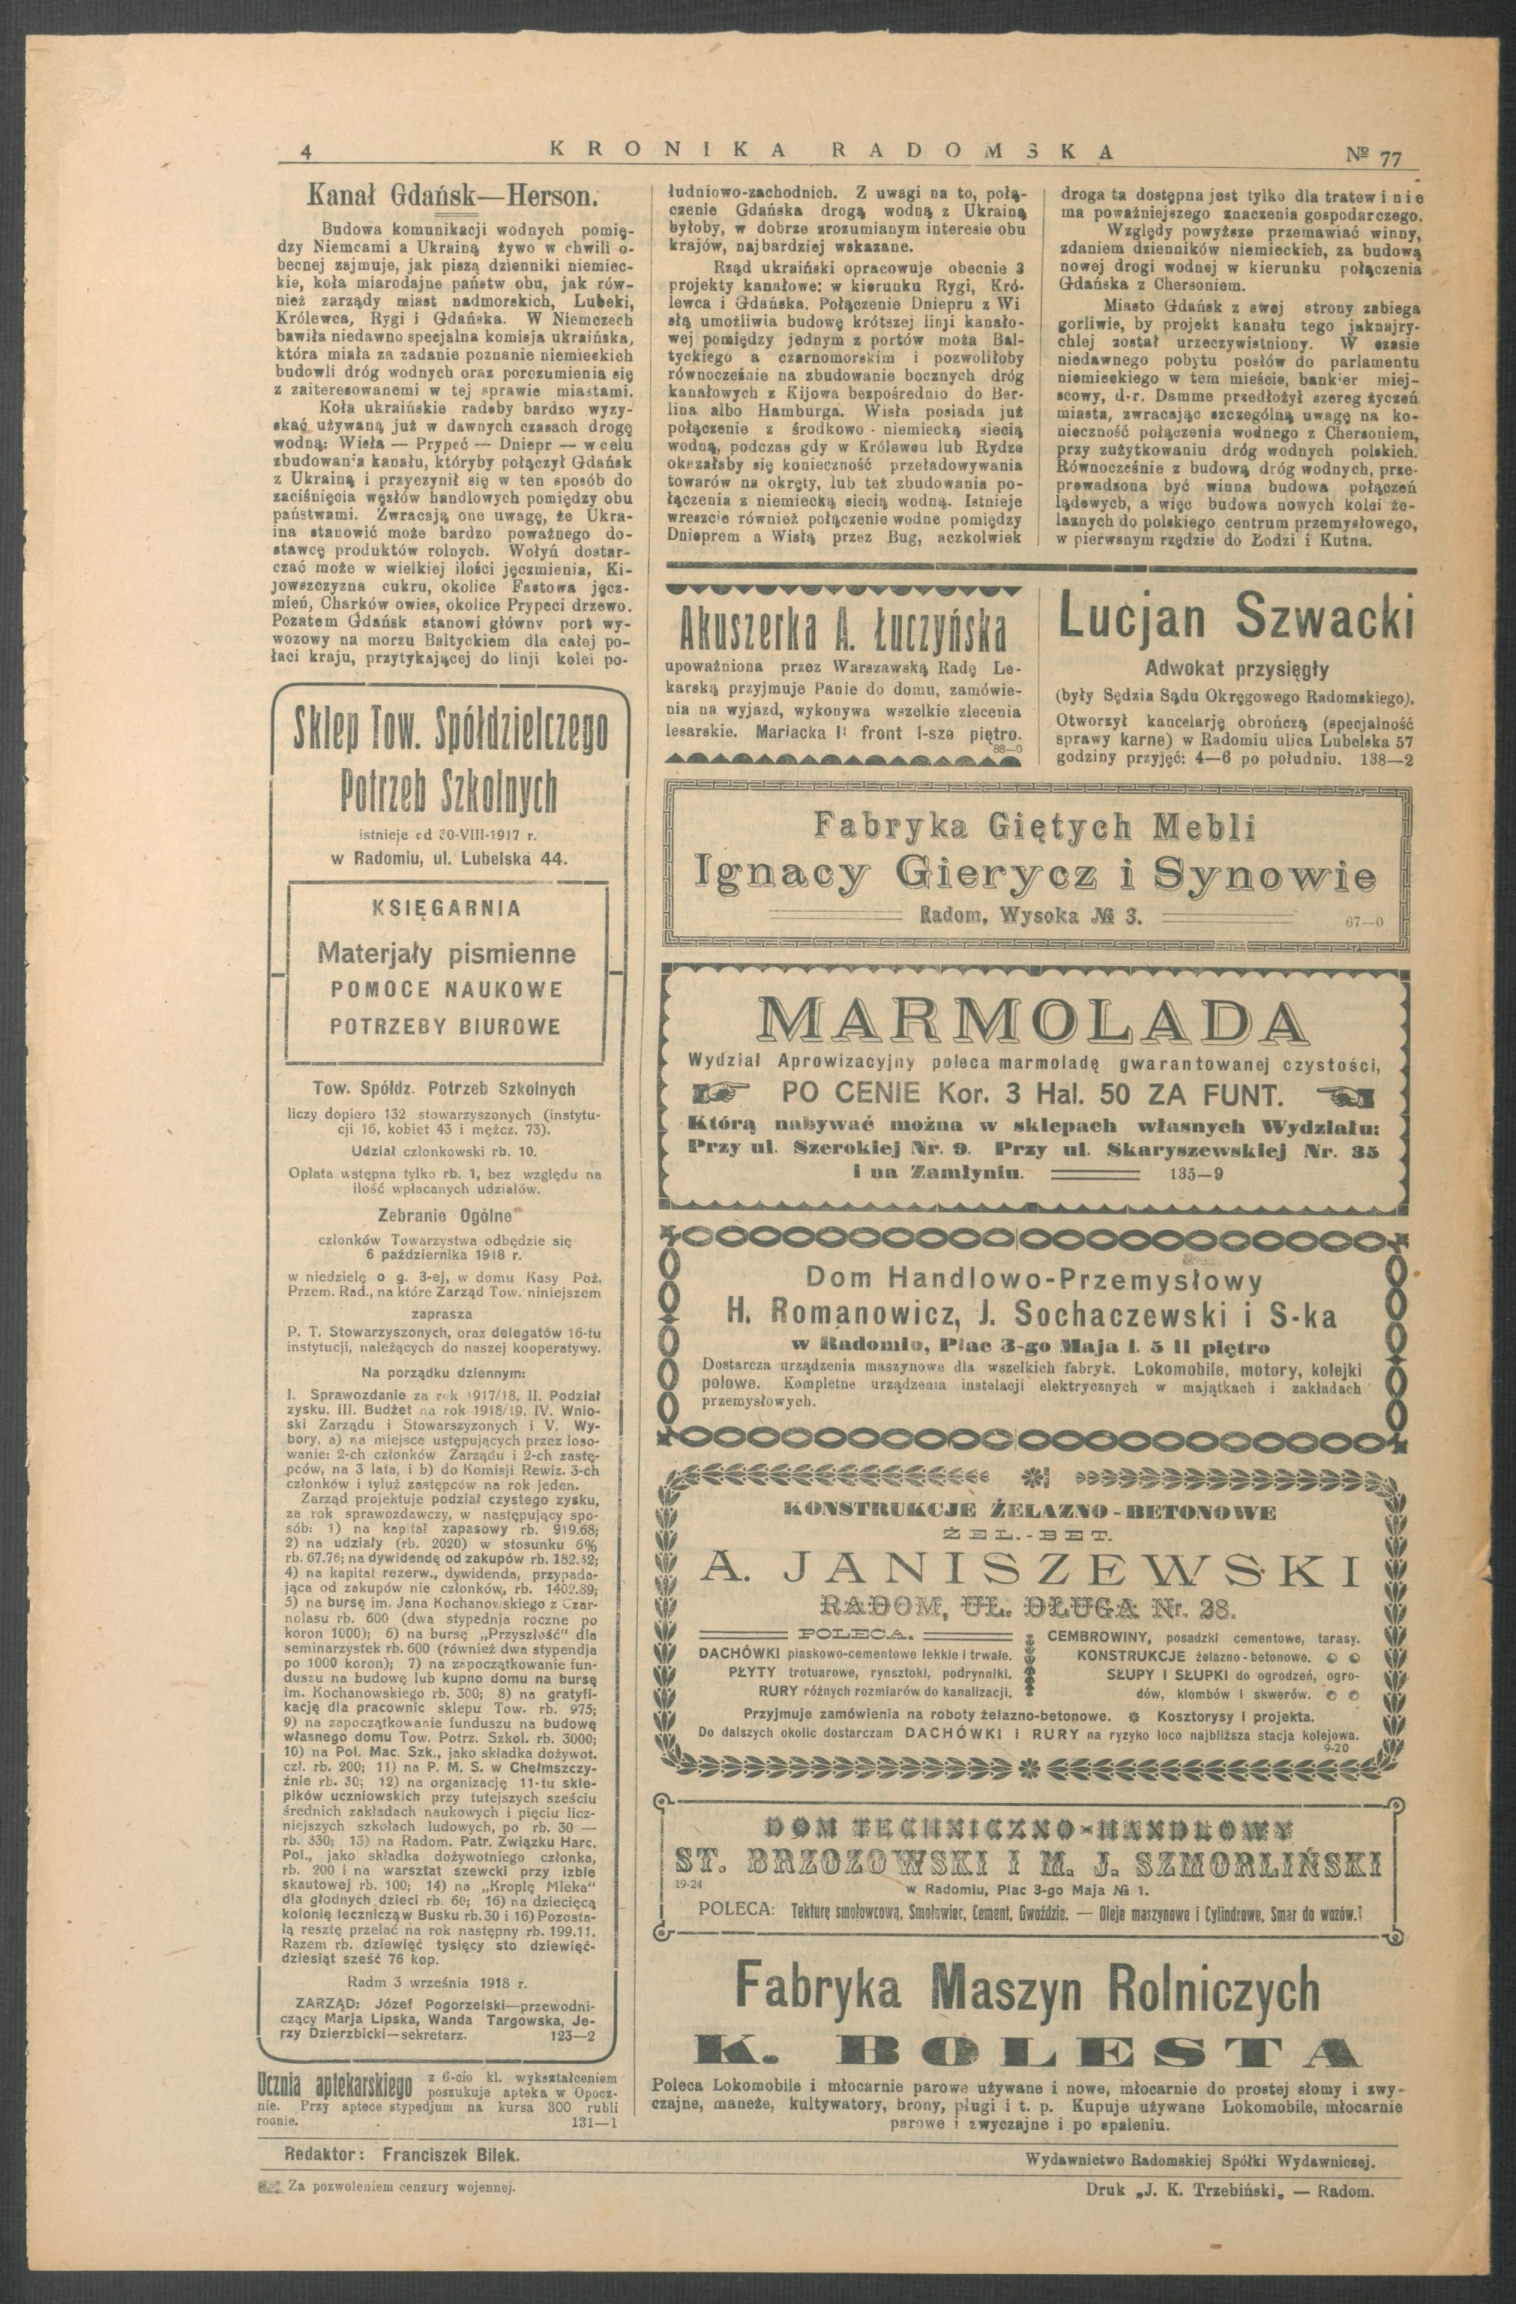 4
KRONIKA RADOMSKA
№ 77
Kanał Gdańsk—Herson.
Budowa komunikacji wodnych pomię-
dzy Niemcami a Ukrainą żywo w chwili o-
becnej zajmuje, jak piszą dzienniki niemiec-
kie, koła miarodajne państw obu, jak rów-
nież zarządy miast nadmorskich, Lubeki,
Królewca, Rygi i Gdańska. W Niemczech
bawiła niedawno specjalna komisja ukraińska,
która miała za zadanie poznanie niemieckich
budowli dróg wodnych oraz porozumienia się
z zaiteresowanemi w tej sprawie miastami.
Koła ukraińskie radeby bardzo wyzy-
skać używaną już w dawnych czasach drogę
wodną: Wisła — Prypeć — Dniepr — w celu
zbudowania kanału, któryby połączył Gdańsk
z Ukrainą i przyczynił się w ten sposób do
zaciśnięcia węzłów handlowych pomiędzy obu
państwami. Zwracają one uwagę, że Ukra-
ina stanowić może bardzo poważnego do-
stawcę produktów rolnych. Wołyń dostar-
czać może w wielkiej ilości jęczmienia, Ki-
jowszczyzna cukru, okolice Fastowa jęcz-
mień, Charków owies, okolice Prypeci drzewo.
Pozatem Gdańsk stanowi główny port wy-
wozowy na morzu Baltyckiem dla całej po-
łaci kraju, przytykającej do linji kolei po-
łudniowo-zachodnich. Z uwagi na to, połą-
czenie Gdańska drogą wodną z Ukrainą
byłoby, w dobrze zrozumianym interesie obu
krajów, najbardziej wskazane.
Rząd ukraiński opracowuje obecnie 3
projekty kanałowe: w kierunku Rygi, Kró-
lewca i Gdańska. Połączenie Dniepru z Wi
słą umożliwia budowę krótszej linji kanało-
wej pomiędzy jednym z portów moża Bal-
tyckiego a czarnomorskim i pozwoliłoby
równocześnie na zbudowanie bocznych dróg
kanałowych z Kijowa bezpośrednio do Ber-
lina albo Hamburga. Wisła posiada już
połączenie z środkowo-niemiecką siecią
wodną, podczas gdy w Królewcu lub Rydze
okazałaby się konieczność przeładowywania
towarów na okręty, lub też zbudowania po-
łączenia z niemiecką siecią wodną. Istnieje
wreszcie również połączenie wodne pomiędzy
Dnieprem a Wisłą przez Bug, aczkolwiek
droga ta dostępna jest tylko dla tratew i nie
ma poważniejszego znaczenia gospodarczego.
Względy powyższe przemawiać winny,
zdaniem dzienników niemieckich, za budową
nowej drogi wodnej w kierunku połączenia
Gdańska z Chersoniem.
Miasto Gdańsk z swej strony zabiega
gorliwie, by projekt kanału tego jaknajry-
chlej został urzeczywistniony. W czasie
niedawnego pobytu posłów do parlamentu
niemieckiego w tem mieście, bankier miej-
scowy, d-r. Damme przedłożył szereg życzeń
miasta, zwracając szczególną uwagę na ko-
nieczność połączenia wodnego z Chersoniem,
przy zużytkowaniu dróg wodnych polskich.
Równocześnie z budową dróg wodnych, prze-
prowadzona być winna budowa połączeń
lądowych, a więc budowa nowych kolei że-
laznych do polskiego centrum przemysłowego,
w pierwszym rzędzie do Łodzi i Kutna.
Sklep Tow. Spółdzielczego
Potrzeb Szkolnych
istnieje od 20-VIII-1917 r.
w Radomiu, ul. Lubelska 44.
KSIĘGARNIA
Materjały pismienne
POMOCE NAUKOWE
POTRZEBY BIUROWE
Tow. Spółdz. Potrzeb Szkolnych
liczy dopiero 132 stowarzyszonych (instytu-
cji 16, kobiet 43 i mężcz. 73).
Udział członkowski rb. 10.
Opłata wstępna tylko rb. 1, bez względu na
ilość wpłacanych udziałów.
Zebranie Ogólne
członków Towarzystwa odbędzie się
6 października 1918 r.
w niedzielę o g. 3-ej, w domu Kasy Poż.
Przem. Rad., na które Zarząd Tow. niniejszem
zaprasza
P. T. Stowarzyszonych, oraz delegatów 16-tu
instytucji, należących do naszej kooperatywy.
Na porządku dziennym:
I. Sprawozdanie za rok 1917/18. II. Podział
zysku. III. Budżet na rok 1918/19. IV. Wnio-
ski Zarządu i Stowarszyzonych i V. Wy-
bory, a) na miejsce ustępujących przez loso-
wanie: 2-ch członków Zarządu i 2-ch zastę-
pców, na 3 lata, i b) do Komisji Rewiz. 3-ch
członków i tyluż zastępców na rok jeden.
Zarząd projektuje podział czystego zysku,
za rok sprawozdawczy, w następujący spo-
sób: 1) na kapitał zapasowy rb. 919.68;
2) na udziały (rb. 2020) w stosunku 6%
rb. 67.76; na dywidendę od zakupów rb. 182.32;
4) na kapitał rezerw., dywidenda, przypada-
jąca od zakupów nie członków, rb. 1402.89;
5) na bursę im. Jana Kochanowskiego z Czar-
nolasu rb. 600 (dwa stypednja roczne po
koron 1000); 6) na bursę „Przyszłość" dla
seminarzystek rb. 600 (również dwa stypendja
po 1000 koron); 7) na zapoczątkowanie fun-
duszu na budowę lub kupno domu na bursę
im. Kochanowskiego rb. 300; 8) na gratyfi-
kację dla pracownic sklepu Tow. rb. 975;
9) na zapoczątkowanie funduszu na budowę
własnego domu Tow. Potrz. Szkol. rb. 3000;
10) na Pol. Mac. Szk., jako składka dożywot.
czł. rb. 200; 11) na P. M. S. w Chełmszczy-
źnie rb. 30; 12) na organizację 11-tu skle-
pików uczniowskich przy tutejszych sześciu
średnich zakładach naukowych i pięciu licz-
niejszych szkołach ludowych, po rb. 30 —
rb. 330; 13) na Radom. Patr. Związku Harc.
Pol., jako składka dożywotniego członka,
rb. 200 i na warsztat szewcki przy izbie
skautowej rb. 100; 14) na „Kroplę Mleka"
dla głodnych dzieci rb. 60; 16) na dziecięcą
kolonię leczniczą w Busku rb. 30 i 16) Pozosta-
łą resztę przelać na rok następny rb. 199.11.
Razem rb. dziewięć tysięcy sto dziewięć-
dziesiąt sześć 76 kop.
Radm 3 września 1918 r.
ZARZĄD: Józef Pogorzelski—przewodni-
czący Marja Lipska, Wanda Targowska, Je-
rzy Dzierzbicki—sekretarz. 123—2
Ucznia aptekarskiego z 6-cio kl. wykształceniem
poszukuje apteka w Opocz-
nie. Przy aptece stypedjum na kursa 300 rubli
rocnie. 131—1
Akuszerka A. Łuczyńska
upoważniona przez Warszawską Radę Le-
karską przyjmuje Panie do domu, zamówie-
nia na wyjazd, wykonywa wszelkie zlecenia
lesarskie. Mariacka front I-sze piętro.
88—0
Lucjan Szwacki
Adwokat przysięgły
(były Sędzia Sądu Okręgowego Radomskiego).
Otworzył kancelarję obrończą (specjalność
sprawy karne) w Radomiu ulica Lubelska 57
godziny przyjęć: 4—6 po południu. 138—2
Fabryka Giętych Mebli
Ignacy Gierycz i Synowie
Radom, Wysoka № 3. 67—0
MARMOLADA
Wydział Aprowizacyjny poleca marmoladę gwarantowanej czystości,
PO CENIE Kor. 3 Hal. 50 ZA FUNT.
Którą nabywać można w sklepach własnych Wydziału:
Przy ul. Szerokiej Nr. 9. Przy ul. Skaryszewskiej Nr. 35
i na Zamłyniu. 135—9
Dom Handlowo-Przemysłowy
H. Romanowicz, J. Sochaczewski i S-ka
w Radomiu, Plac 3-go Maja l. 5 II piętro
Dostarcza urządzenia maszynowe dla wszelkich fabryk. Lokomobile, motory, kolejki
polowe. Kompletne urządzenia instelacji elektrycznych w majątkach i zakładach
przemysłowych.
KONSTRUKCJE ŻELAZNO-BETONOWE
ŻEL.-BET.
A. JANISZEWSKI
RADOM, UL. DŁUGA Nr. 28.
POLECA.
DACHÓWKI piaskowo-cementowe lekkie i trwałe.
PŁYTY trotuarowe, rynsztoki, podrynniki.
RURY różnych rozmiarów do kanalizacji.
CEMBROWINY, posadzki cementowe, tarasy.
KONSTRUKCJE żelazno-betonowe.
SŁUPY I SŁUPKI do ogrodzeń, ogro-
dów, klombów i skwerów.
Przyjmuje zamówienia na roboty żelazno-betonowe. Kosztorysy i projekta.
Do dalszych okolic dostarczam DACHÓWKI i RURY na ryzyko loco najbliższa stacja kolejowa.
9-20
DOM TECHNICZNO-HANDLOWY
ST. BRZOZOWSKI I M. J. SZMORLIŃSKI
19-24
w Radomiu, Plac 3-go Maja № 1.
POLECA: Tekturę smołowcową, Smołowiec, Cement, Gwoździe. — Oleje maszynowe i Cylindrowe, Smar do wozów.
Fabryka Maszyn Rolniczych
K. BOLESTA
Poleca Lokomobile i młocarnie parowe używane i nowe, młocarnie do prostej słomy i zwy-
czajne, maneże, kultywatory, brony, pługi i t. p. Kupuje używane Lokomobile, młocarnie
parowe i zwyczajne i po spaleniu.
Redaktor: Franciszek Bilek.
Wydawnictwo Radomskiej Spółki Wydawniczej.
Za pozwoleniem cenzury wojennej.
Druk „J. K. Trzebiński„ — Radom.